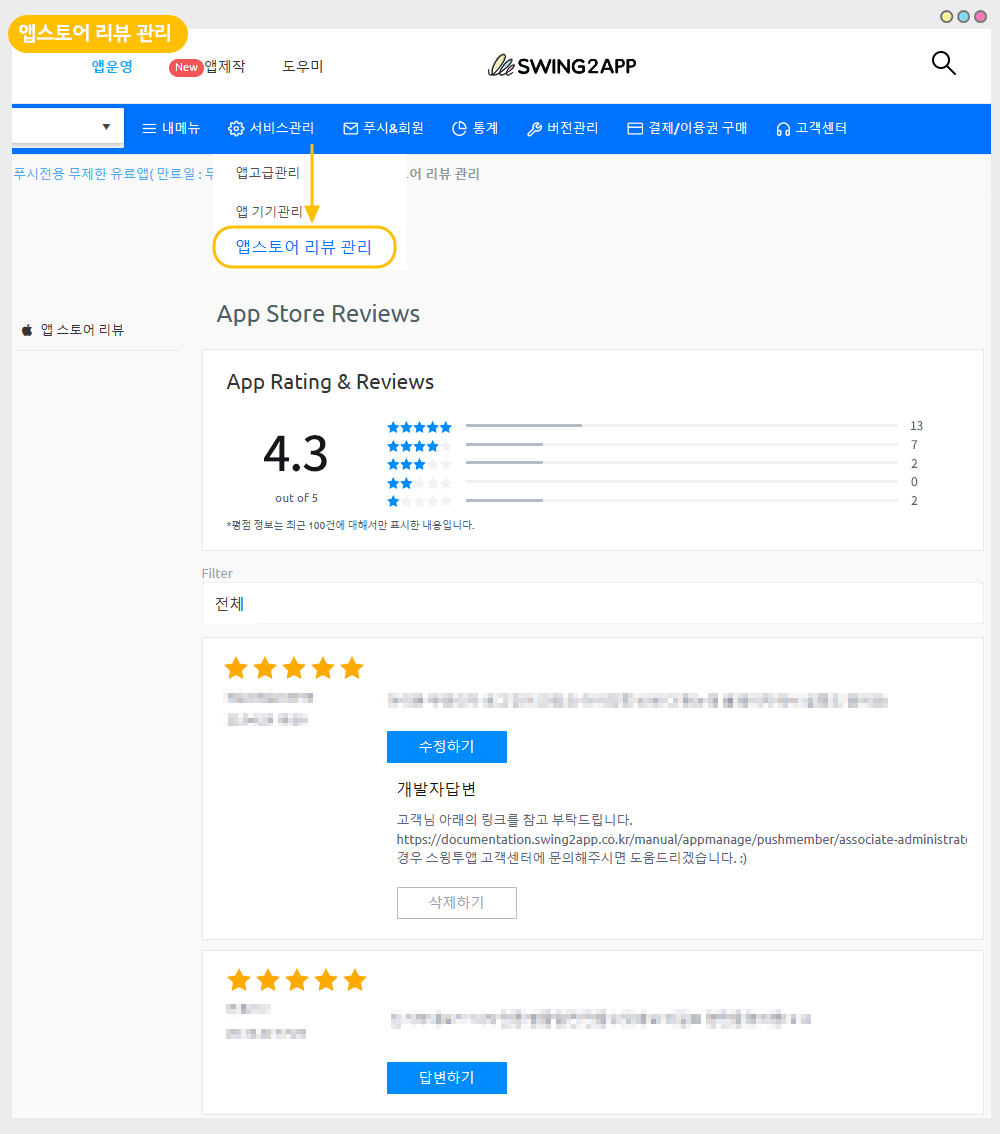 앱스토어 리뷰 관리
앱운영
New 앱제작
도우미
SWING2APP
내메뉴
서비스관리
푸시&회원
통계
버전관리
결제/이용권 구매
고객센터
푸시전용 무제한 유료앱( 만료일 : 무
어 리뷰 관리
앱고급관리
앱 기기관리
앱스토어 리뷰 관리
앱 스토어 리뷰
App Store Reviews
App Rating & Reviews
4.3
out of 5
13
7
2
0
2
*평점 정보는 최근 100건에 대해서만 표시한 내용입니다.
Filter
전체
수정하기
개발자답변
고객님 아래의 링크를 참고 부탁드립니다.
https://documentation.swing2app.co.kr/manual/appmanage/pushmember/associate-administrato
경우 스윙투앱 고객센터에 문의해주시면 도움드리겠습니다. :)
삭제하기
답변하기